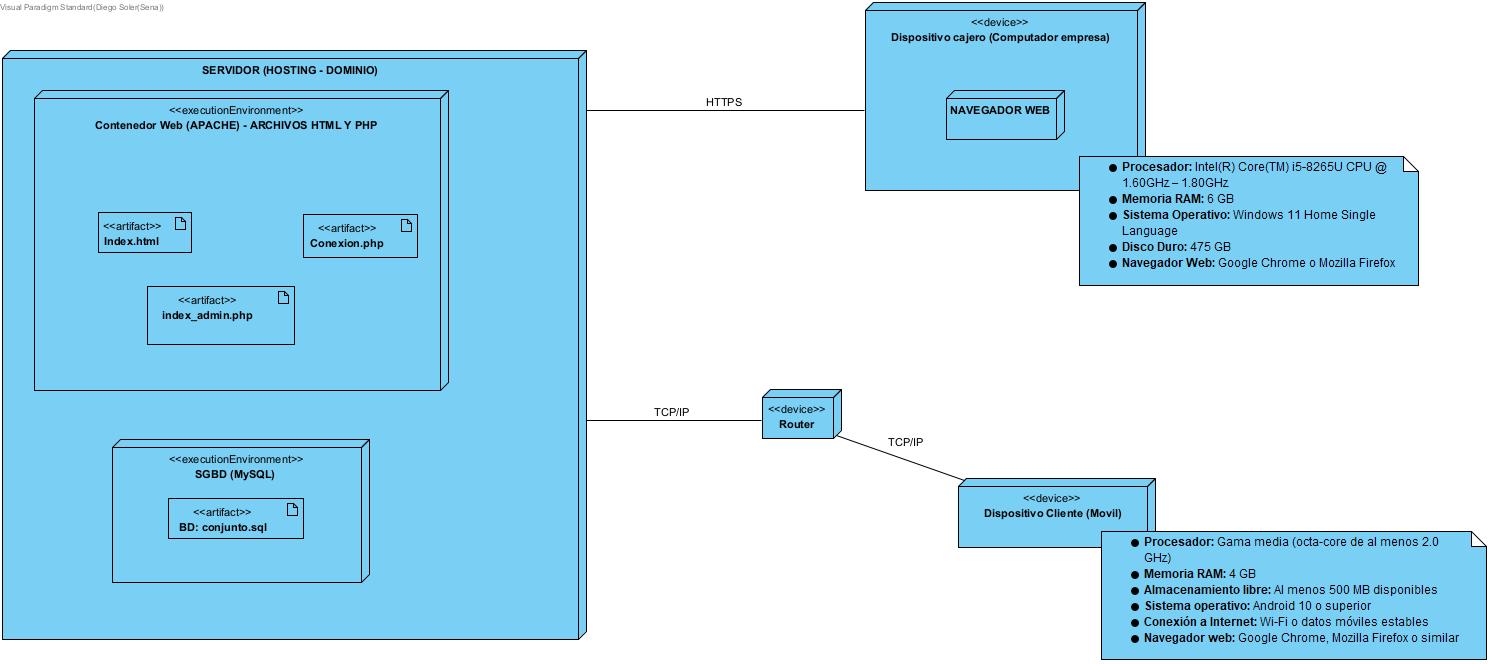 Visual Paradigm Standard(Diego Soler(Sena))
SERVIDOR (HOSTING - DOMINIO)
<<executionEnvironment>>
Contenedor Web (APACHE) - ARCHIVOS HTML Y PHP
<<artifact>>
Index.html
<<artifact>>
Conexion.php
<<artifact>>
index_admin.php
<<executionEnvironment>>
SGBD (MySQL)
<<artifact>>
BD: conjunto.sql
HTTPS
<<device>>
Dispositivo cajero (Computador empresa)
NAVEGADOR WEB
● Procesador: Intel(R) Core(TM) i5-8265U CPU @
1.60GHz – 1.80GHz
● Memoria RAM: 6 GB
● Sistema Operativo: Windows 11 Home Single
Language
● Disco Duro: 475 GB
● Navegador Web: Google Chrome o Mozilla Firefox
TCP/IP
<<device>>
Router
TCP/IP
<<device>>
Dispositivo Cliente (Movil)
● Procesador: Gama media (octa-core de al menos 2.0
GHz)
● Memoria RAM: 4 GB
● Almacenamiento libre: Al menos 500 MB disponibles
● Sistema operativo: Android 10 o superior
● Conexión a Internet: Wi-Fi o datos móviles estables
● Navegador web: Google Chrome, Mozilla Firefox o similar